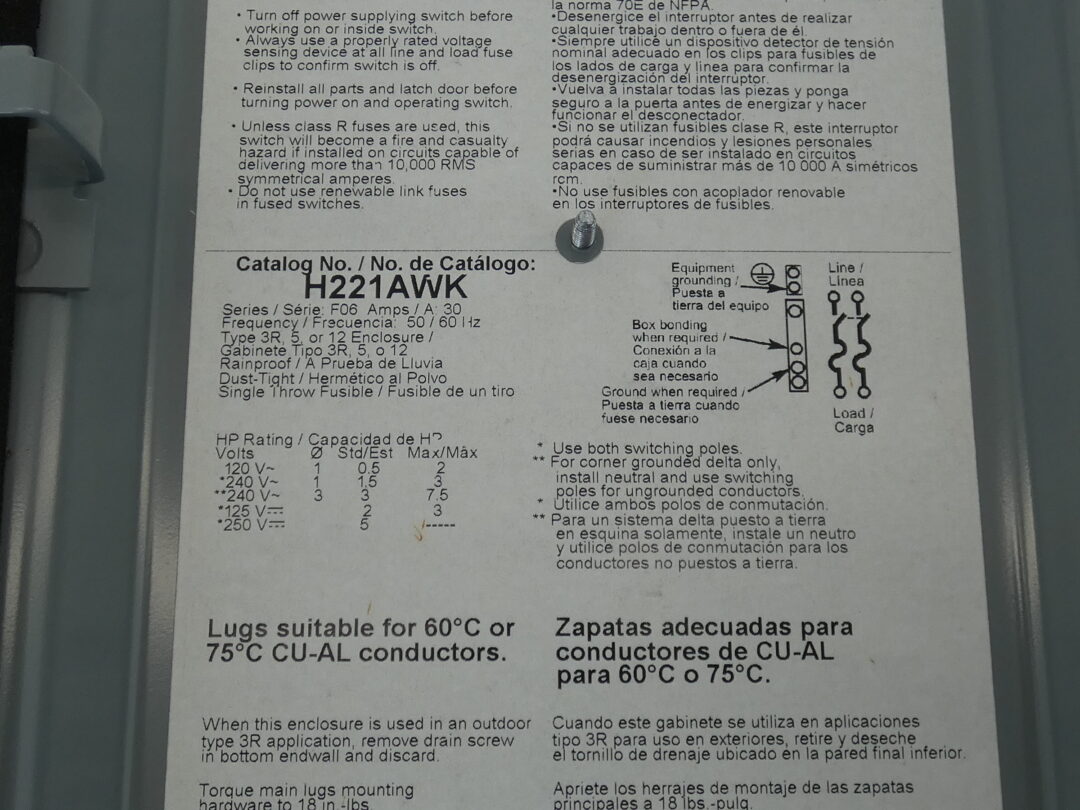 • Turn off power supplying switch before
working on or inside switch.
• Always use a properly rated voltage
sensing device at all line and load fuse
clips to confirm switch is off.
• Reinstall all parts and latch door before
turning power on and operating switch.
• Unless class R fuses are used, this
switch will become a fire and casualty
hazard if installed on circuits capable of
delivering more than 10,000 RMS
symmetrical amperes.
• Do not use renewable link fuses
in fused switches.
la norma 70E de NFPA.
•Desenergice el interruptor antes de realizar
cualquier trabajo dentro o fuera de él.
•Siempre utilice un dispositivo detector de tensión
nominal adecuado en los clips para fusibles de
los lados de carga y línea para confirmar la
desenergización del interruptor.
•Vuelva a instalar todas las piezas y ponga
seguro a la puerta antes de energizar y hacer
funcionar el desconectador.
•Si no se utilizan fusibles clase R, este interruptor
podrá causar incendios y lesiones personales
serias en caso de ser instalado en circuitos
capaces de suministrar más de 10 000 A simétricos
rcm.
•No use fusibles con acoplador renovable
en los interruptores de fusibles.
Catalog No. / No. de Catálogo:
H221AWK
Series / Série: F06 Amps / A: 30
Frequency / Frecuencia: 50 / 60 Hz
Type 3R, 5, or 12 Enclosure /
Gabinete Tipo 3R, 5, o 12
Rainproof / A Prueba de Lluvia
Dust-Tight / Hermético al Polvo
Single Throw Fusible / Fusible de un tiro
Equipment
grounding /
Puesta a
tierra del equipo
Box bonding
when required /
Conexión a la
caja cuando
sea necesario
Ground when required /
Puesta a tierra cuando
fuese necesario
Line /
Línea
Load /
Carga
HP Rating / Capacidad de HP
Volts Ø Std/Est Max/Máx
120 V~ 1 0.5 2
*240 V~ 1 1.5 3
**240 V~ 3 3 7.5
*125 V⎓ 2 3
*250 V⎓ 5 -----
* Use both switching poles.
** For corner grounded delta only,
install neutral and use switching
poles for ungrounded conductors.
* Utilice ambos polos de conmutación.
** Para un sistema delta puesto a tierra
en esquina solamente, instale un neutro
y utilice polos de conmutación para los
conductores no puestos a tierra.
Lugs suitable for 60°C or
75°C CU-AL conductors.
Zapatas adecuadas para
conductores de CU-AL
para 60°C o 75°C.
When this enclosure is used in an outdoor
type 3R application, remove drain screw
in bottom endwall and discard.
Cuando este gabinete se utiliza en aplicaciones
tipo 3R para uso en exteriores, retire y deseche
el tornillo de drenaje ubicado en la pared final inferior.
Torque main lugs mounting
hardware to 18 in.-lbs.
Apriete los herrajes de montaje de las zapatas
principales a 18 lbs.-pulg.